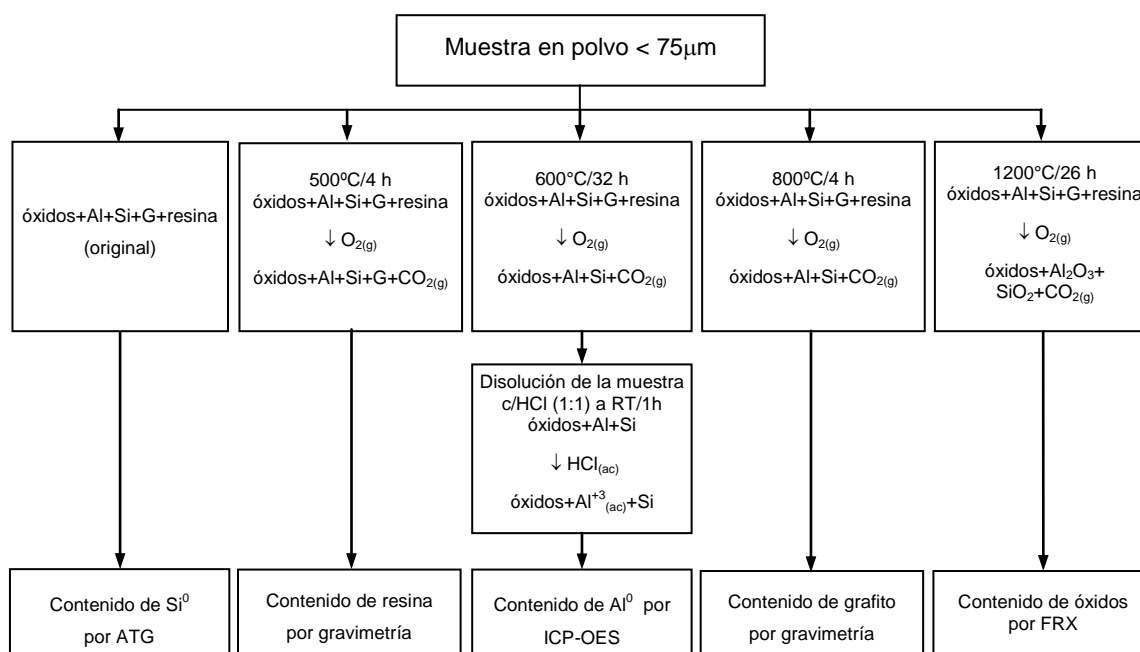 Muestra en polvo < 75μm
óxidos+Al+Si+G+resina
(original)
500ºC/4 h
óxidos+Al+Si+G+resina
↓ O2(g)
óxidos+Al+Si+G+CO2(g)
600°C/32 h
óxidos+Al+Si+G+resina
↓ O2(g)
óxidos+Al+Si+CO2(g)
800°C/4 h
óxidos+Al+Si+G+resina
↓ O2(g)
óxidos+Al+Si+CO2(g)
1200°C/26 h
óxidos+Al+Si+G+resina
↓ O2(g)
óxidos+Al2O3+
SiO2+CO2(g)
Disolución de la muestra
c/HCl (1:1) a RT/1h
óxidos+Al+Si
↓ HCl(ac)
óxidos+Al+3(ac)+Si
Contenido de Si0
por ATG
Contenido de resina
por gravimetría
Contenido de Al0 por
ICP-OES
Contenido de grafito
por gravimetría
Contenido de óxidos
por FRX